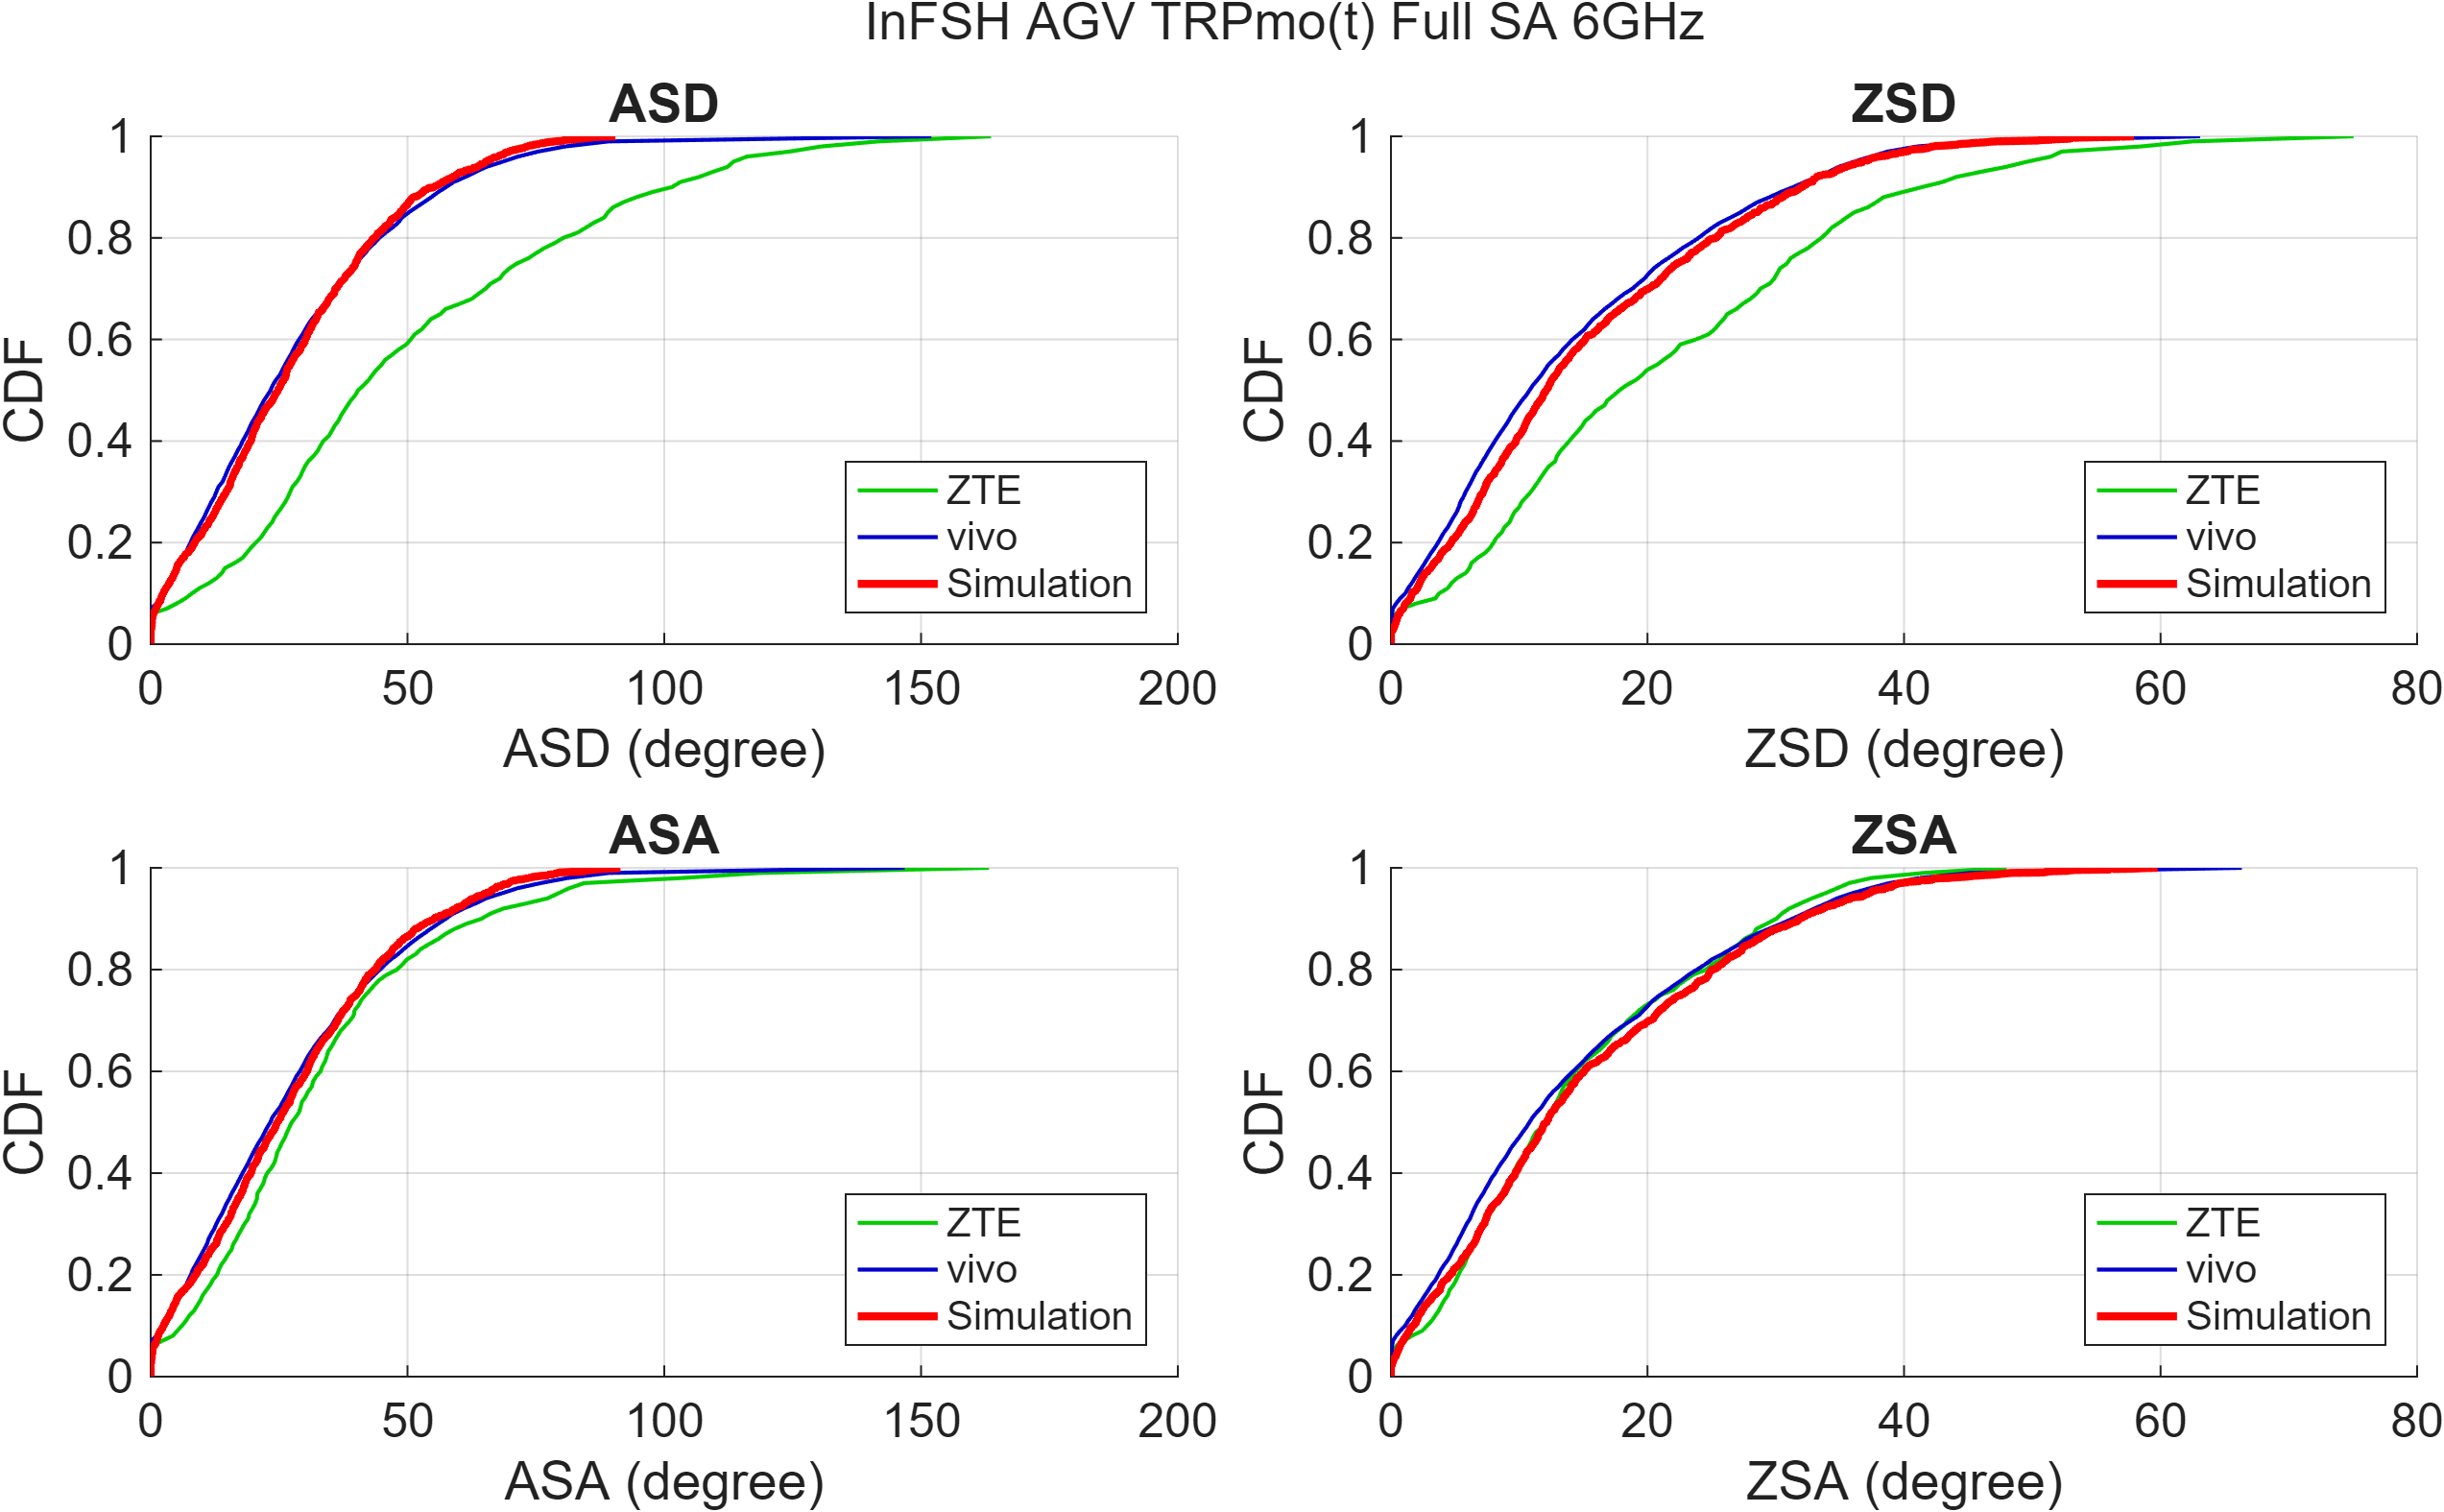 InFSH AGV TRPmo(t) Full SA 6GHz
ASD
1
0.8
0.6
0.4
0.2
0
CDF
ZTE
vivo
Simulation
0 50 100 150 200
ASD (degree)
ZSD
1
0.8
0.6
0.4
0.2
0
CDF
ZTE
vivo
Simulation
0 20 40 60 80
ZSD (degree)
ASA
1
0.8
0.6
0.4
0.2
0
CDF
ZTE
vivo
Simulation
0 50 100 150 200
ASA (degree)
ZSA
1
0.8
0.6
0.4
0.2
0
CDF
ZTE
vivo
Simulation
0 20 40 60 80
ZSA (degree)